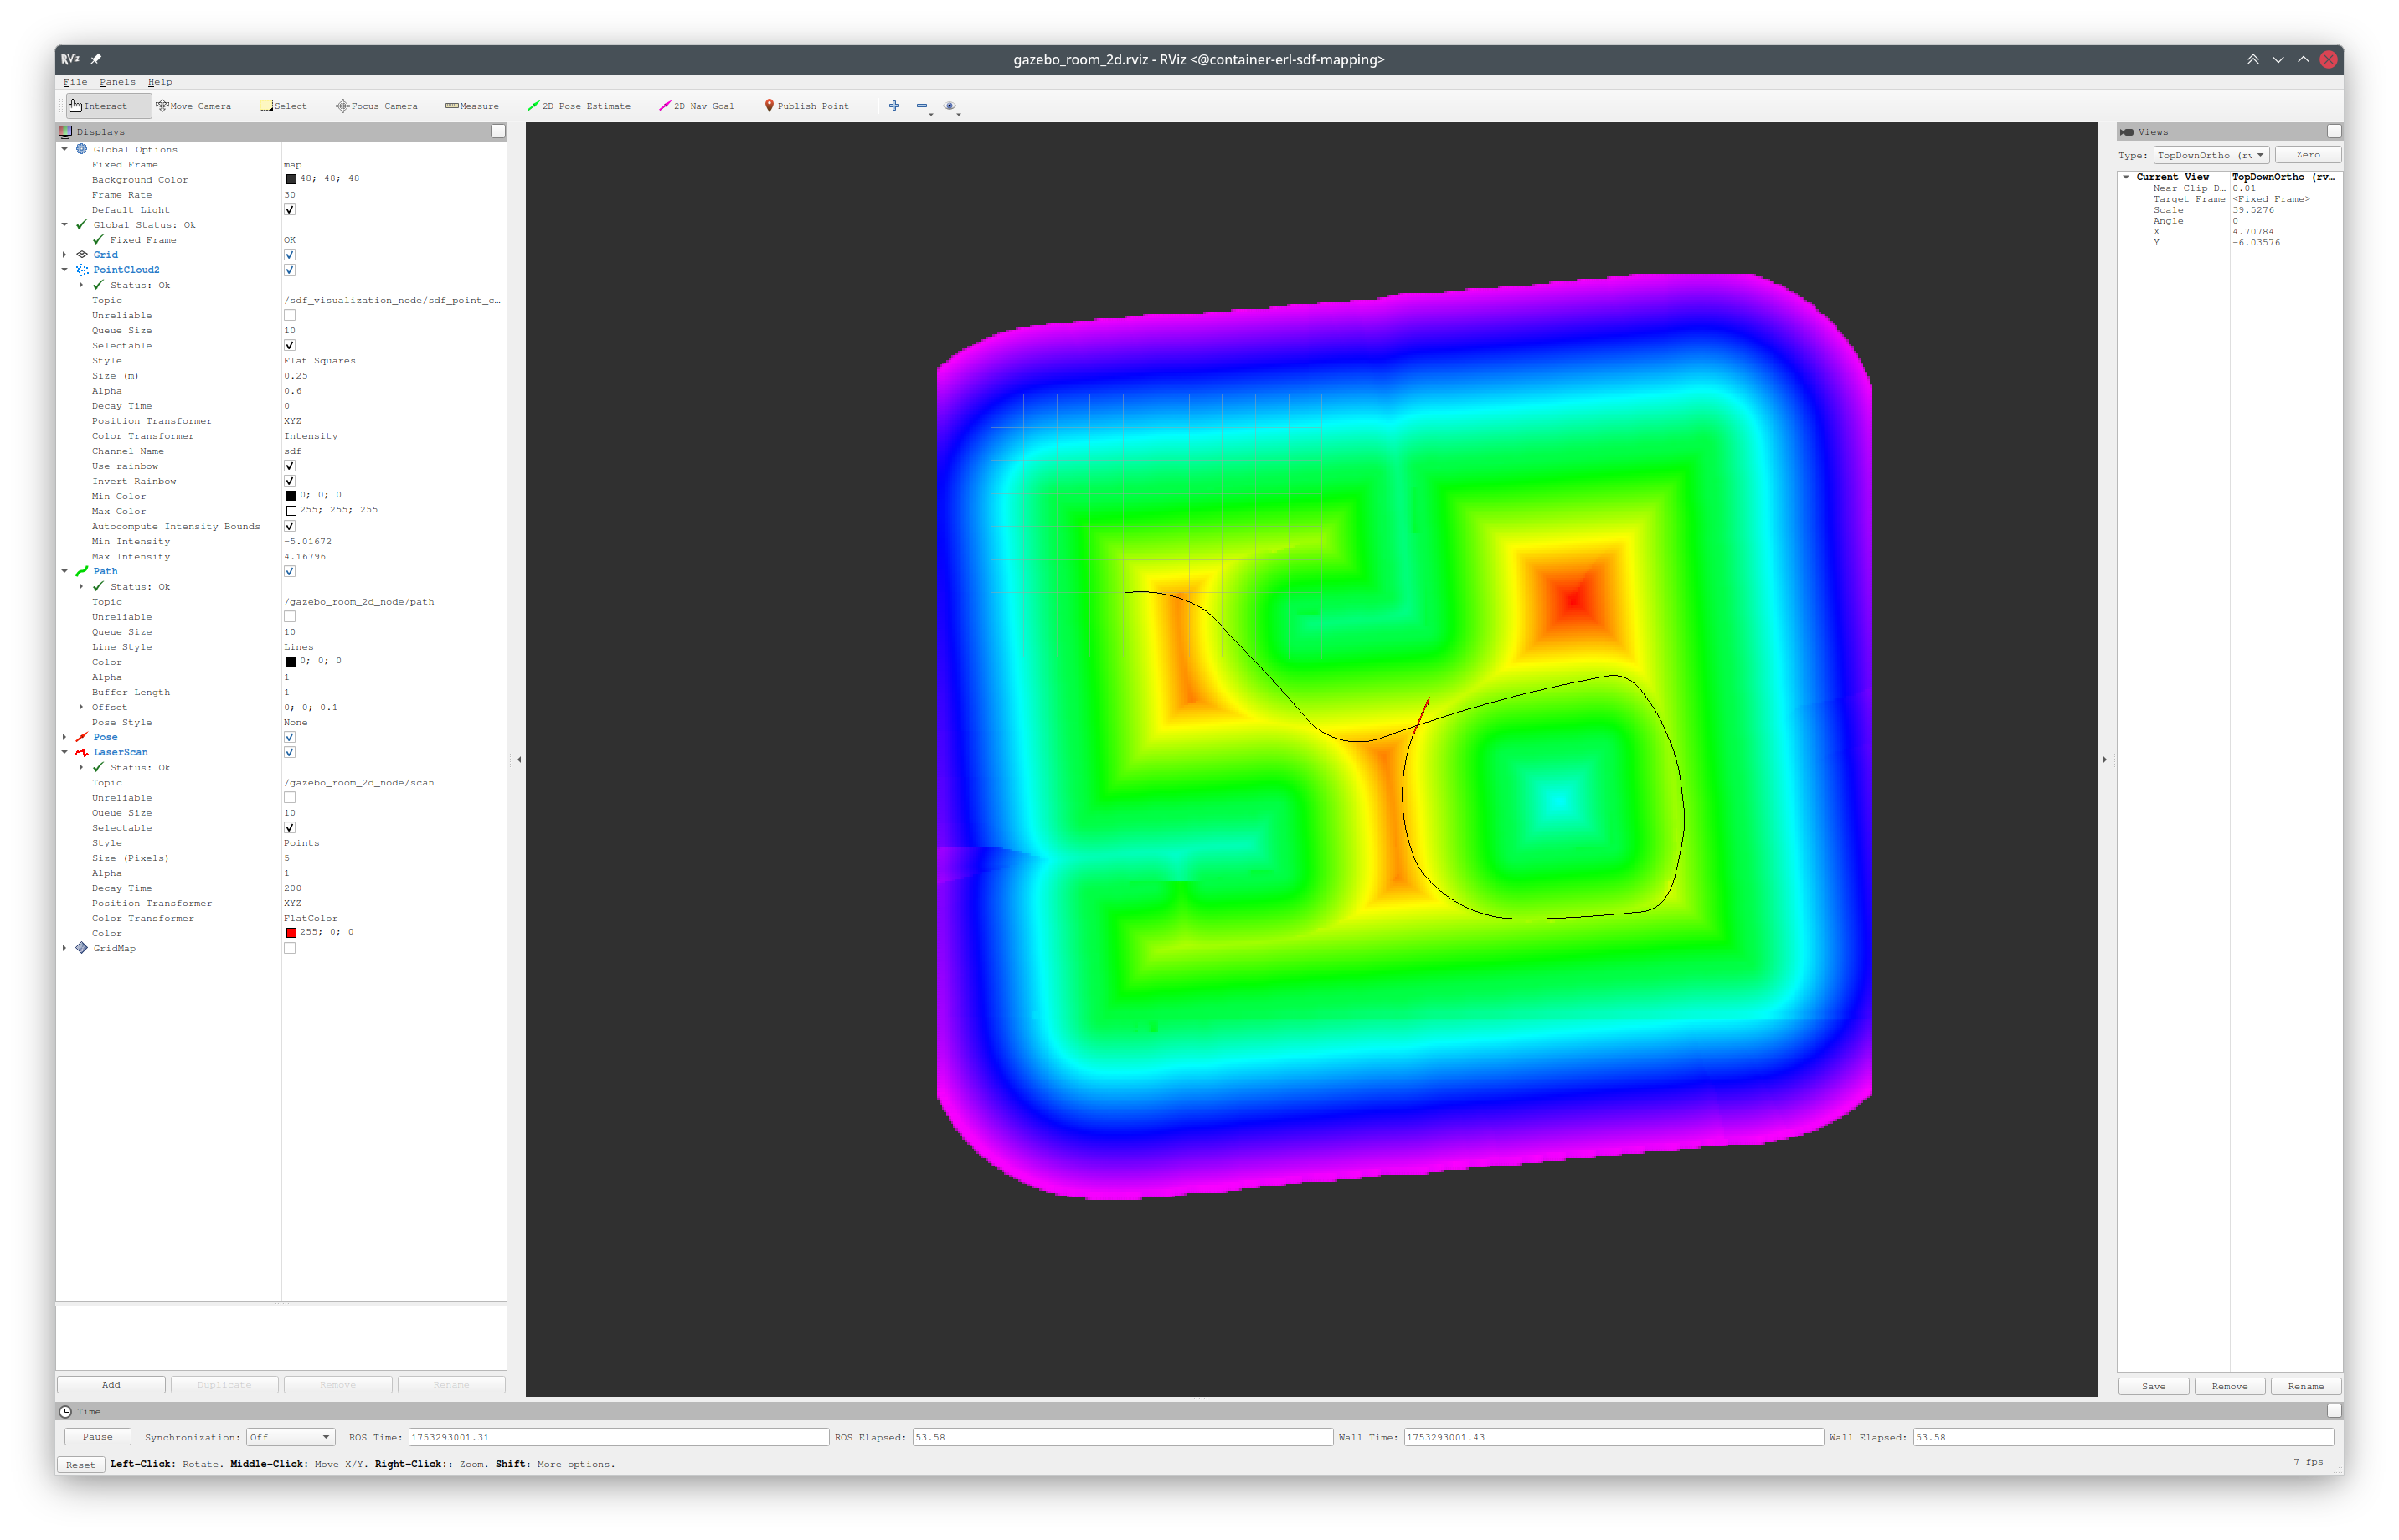 RViz gazebo_room_2d.rviz - RViz <@container-erl-sdf-mapping>
File Panels Help
Interact Move Camera Select Focus Camera Measure 2D Pose Estimate 2D Nav Goal Publish Point
Displays
Global Options
Fixed Frame map
Background Color 48; 48; 48
Frame Rate 30
Default Light
Global Status: Ok
Fixed Frame OK
Grid
PointCloud2
Status: Ok
Topic /sdf_visualization_node/sdf_point_c...
Unreliable
Queue Size 10
Selectable
Style Flat Squares
Size (m) 0.25
Alpha 0.6
Decay Time 0
Position Transformer XYZ
Color Transformer Intensity
Channel Name sdf
Use rainbow
Invert Rainbow
Min Color 0; 0; 0
Max Color 255; 255; 255
Autocompute Intensity Bounds
Min Intensity -5.01672
Max Intensity 4.16796
Path
Status: Ok
Topic /gazebo_room_2d_node/path
Unreliable
Queue Size 10
Line Style Lines
Color 0; 0; 0
Alpha 1
Buffer Length 1
Offset 0; 0; 0.1
Pose Style None
Pose
LaserScan
Status: Ok
Topic /gazebo_room_2d_node/scan
Unreliable
Queue Size 10
Selectable
Style Points
Size (Pixels) 5
Alpha 1
Decay Time 200
Position Transformer XYZ
Color Transformer FlatColor
Color 255; 0; 0
GridMap
Add Duplicate Remove Rename
Views
Type: TopDownOrtho (rv Zero
Current View TopDownOrtho (rv...
Near Clip D... 0.01
Target Frame <Fixed Frame>
Scale 39.5276
Angle 0
X 4.70784
Y -6.03576
Save Remove Rename
Time
Pause Synchronization: Off ROS Time: 1753293001.31 ROS Elapsed: 53.58 Wall Time: 1753293001.43 Wall Elapsed: 53.58
Reset Left-Click: Rotate. Middle-Click: Move X/Y. Right-Click:: Zoom. Shift: More options. 7 fps